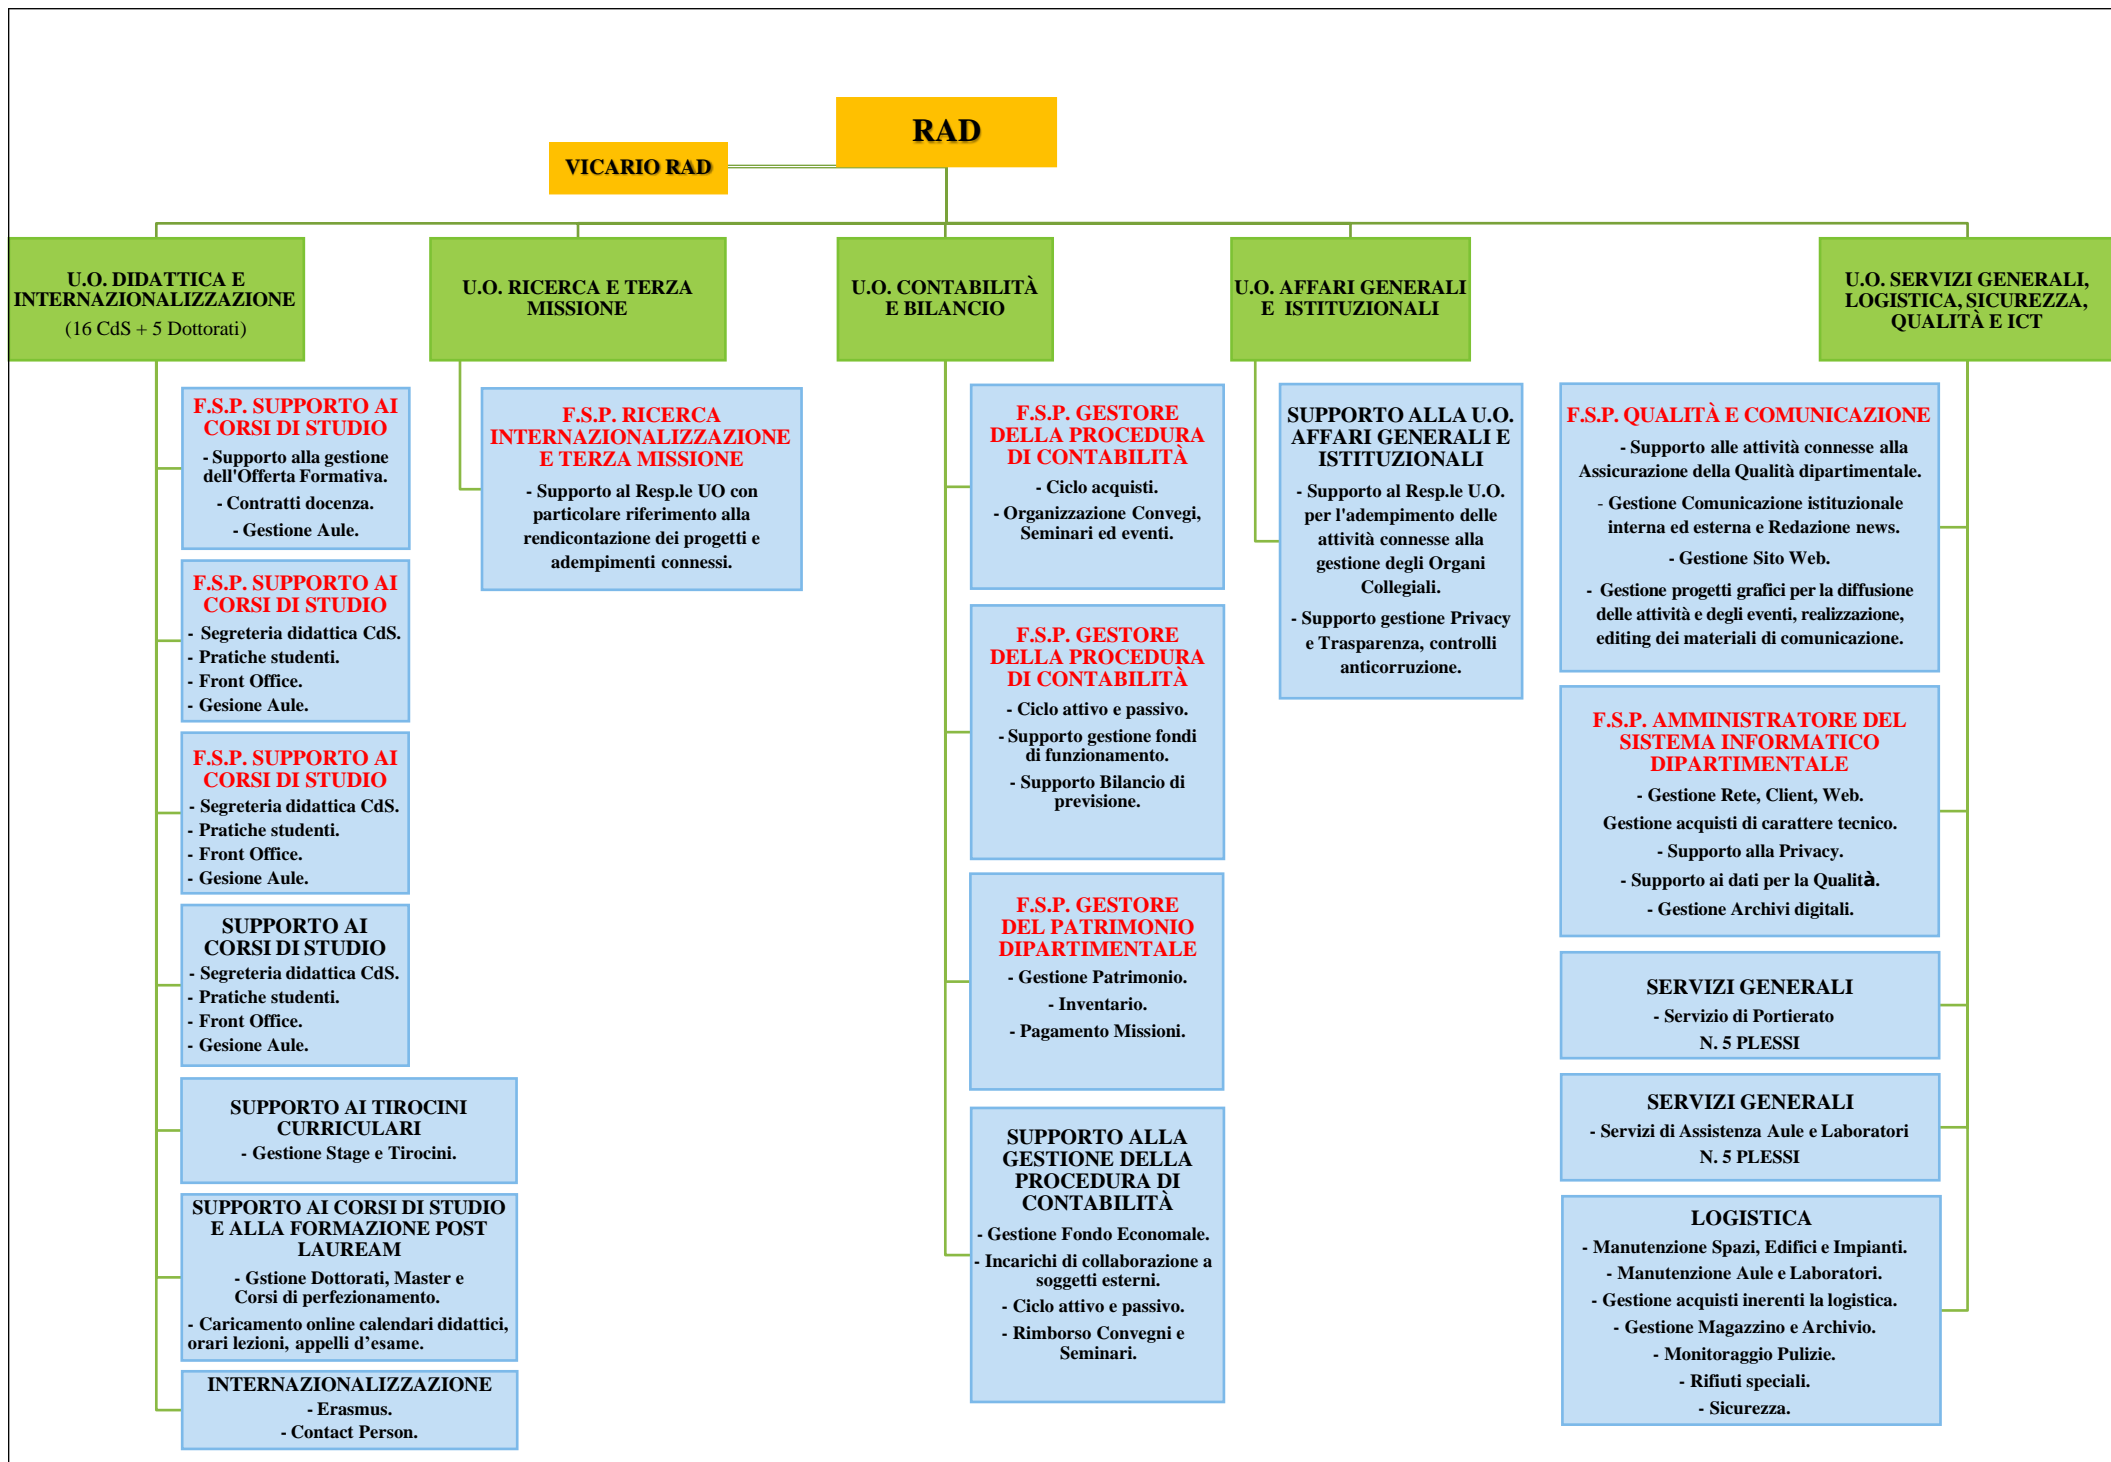 RAD
VICARIO RAD
U.O. DIDATTICA E
INTERNAZIONALIZZAZIONE
(16 CdS + 5 Dottorati)
F.S.P. SUPPORTO AI
CORSI DI STUDIO
- Supporto alla gestione
dell'Offerta Formativa.
- Contratti docenza.
- Gestione Aule.
F.S.P. SUPPORTO AI
CORSI DI STUDIO
- Segreteria didattica CdS.
- Pratiche studenti.
- Front Office.
- Gesione Aule.
F.S.P. SUPPORTO AI
CORSI DI STUDIO
- Segreteria didattica CdS.
- Pratiche studenti.
- Front Office.
- Gesione Aule.
SUPPORTO AI
CORSI DI STUDIO
- Segreteria didattica CdS.
- Pratiche studenti.
- Front Office.
- Gesione Aule.
SUPPORTO AI TIROCINI
CURRICULARI
- Gestione Stage e Tirocini.
SUPPORTO AI CORSI DI STUDIO
E ALLA FORMAZIONE POST
LAUREAM
- Gstione Dottorati, Master e
Corsi di perfezionamento.
- Caricamento online calendari didattici,
orari lezioni, appelli d’esame.
INTERNAZIONALIZZAZIONE
- Erasmus.
- Contact Person.
U.O. RICERCA E TERZA
MISSIONE
F.S.P. RICERCA
INTERNAZIONALIZZAZIONE
E TERZA MISSIONE
- Supporto al Resp.le UO con
particolare riferimento alla
rendicontazione dei progetti e
adempimenti connessi.
U.O. CONTABILITÀ
E BILANCIO
F.S.P. GESTORE
DELLA PROCEDURA
DI CONTABILITÀ
- Ciclo acquisti.
- Organizzazione Convegi,
Seminari ed eventi.
F.S.P. GESTORE
DELLA PROCEDURA
DI CONTABILITÀ
- Ciclo attivo e passivo.
- Supporto gestione fondi
di funzionamento.
- Supporto Bilancio di
previsione.
F.S.P. GESTORE
DEL PATRIMONIO
DIPARTIMENTALE
- Gestione Patrimonio.
- Inventario.
- Pagamento Missioni.
SUPPORTO ALLA
GESTIONE DELLA
PROCEDURA DI
CONTABILITÀ
- Gestione Fondo Economale.
- Incarichi di collaborazione a
soggetti esterni.
- Ciclo attivo e passivo.
- Rimborso Convegni e
Seminari.
U.O. AFFARI GENERALI
E ISTITUZIONALI
SUPPORTO ALLA U.O.
AFFARI GENERALI E
ISTITUZIONALI
- Supporto al Resp.le U.O.
per l'adempimento delle
attività connesse alla
gestione degli Organi
Collegiali.
- Supporto gestione Privacy
e Trasparenza, controlli
anticorruzione.
U.O. SERVIZI GENERALI,
LOGISTICA, SICUREZZA,
QUALITÀ E ICT
F.S.P. QUALITÀ E COMUNICAZIONE
- Supporto alle attività connesse alla
Assicurazione della Qualità dipartimentale.
- Gestione Comunicazione istituzionale
interna ed esterna e Redazione news.
- Gestione Sito Web.
- Gestione progetti grafici per la diffusione
delle attività e degli eventi, realizzazione,
editing dei materiali di comunicazione.
F.S.P. AMMINISTRATORE DEL
SISTEMA INFORMATICO
DIPARTIMENTALE
- Gestione Rete, Client, Web.
Gestione acquisti di carattere tecnico.
- Supporto alla Privacy.
- Supporto ai dati per la Qualità.
- Gestione Archivi digitali.
SERVIZI GENERALI
- Servizio di Portierato
N. 5 PLESSI
SERVIZI GENERALI
- Servizi di Assistenza Aule e Laboratori
N. 5 PLESSI
LOGISTICA
- Manutenzione Spazi, Edifici e Impianti.
- Manutenzione Aule e Laboratori.
- Gestione acquisti inerenti la logistica.
- Gestione Magazzino e Archivio.
- Monitoraggio Pulizie.
- Rifiuti speciali.
- Sicurezza.